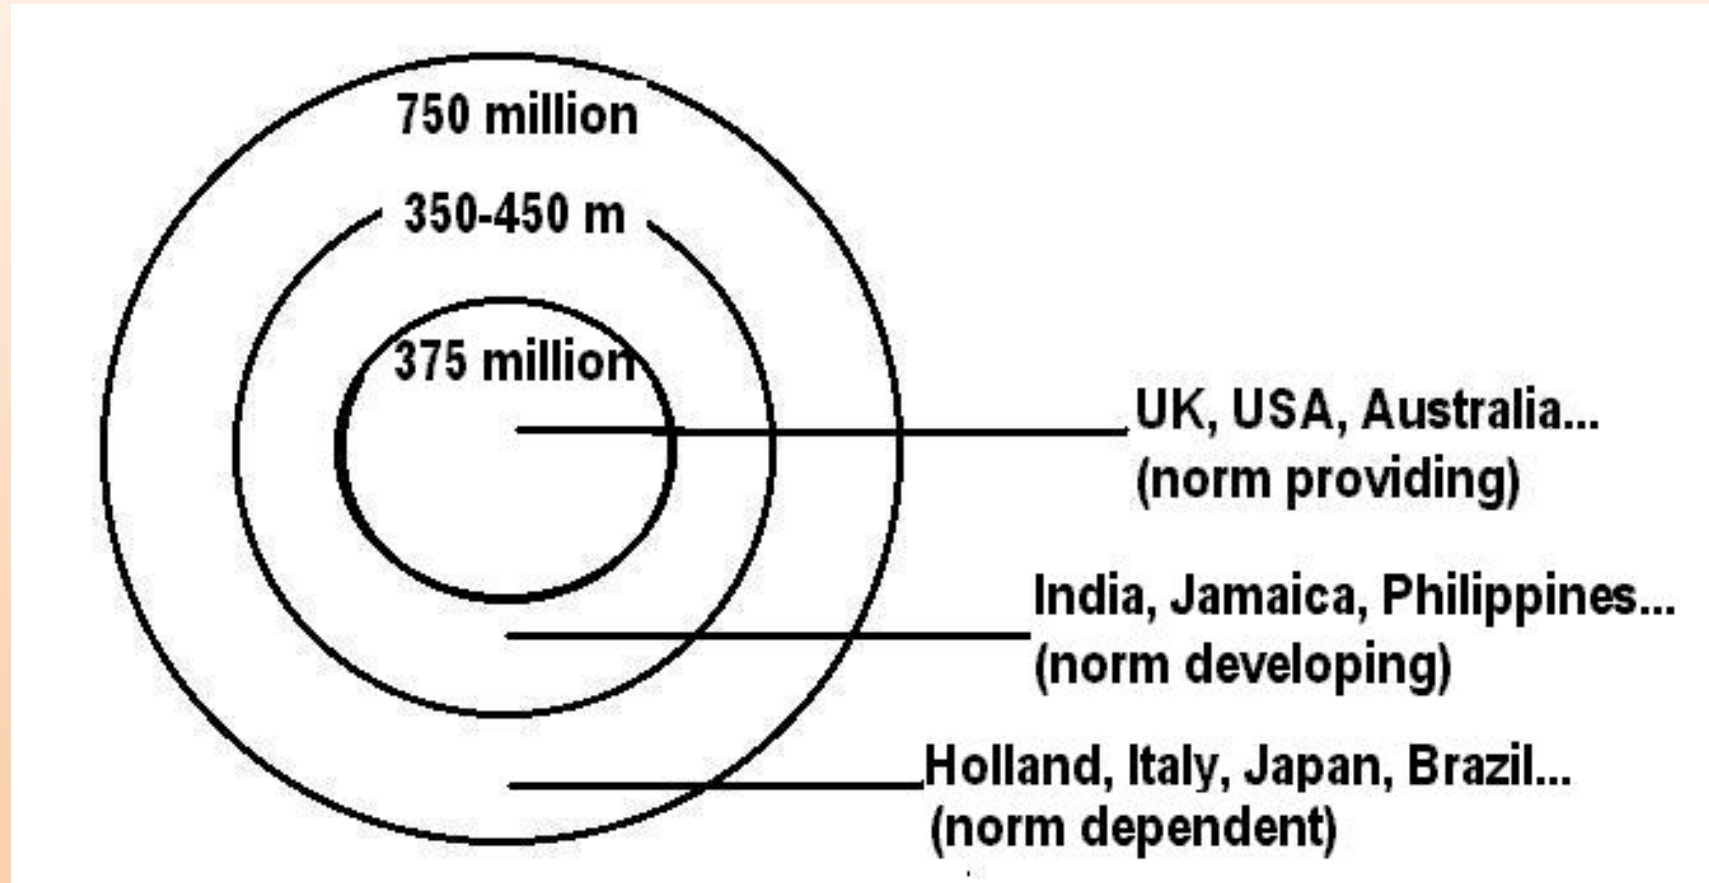 750 million
350-450 m
375 million
UK, USA, Australia...
(norm providing)
India, Jamaica, Philippines...
(norm developing)
Holland, Italy, Japan, Brazil...
(norm dependent)